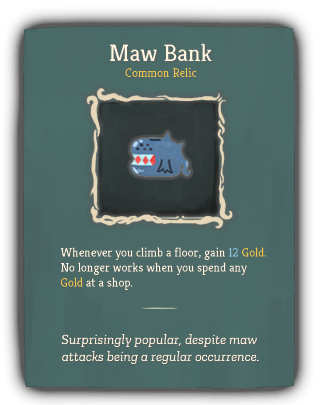 Maw Bank
Common Relic
Whenever you climb a floor, gain 12 Gold.
No longer works when you spend any
Gold at a shop.
Surprisingly popular, despite maw
attacks being a regular occurrence.